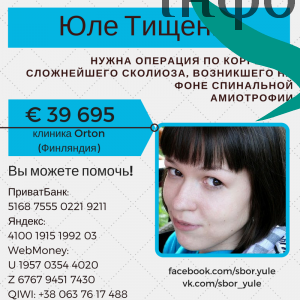 інфо
Юле Тищен
НУЖНА ОПЕРАЦИЯ ПО КОР
СЛОЖНЕЙШЕГО СКОЛИОЗА, ВОЗНИКШЕГО Н
ФОНЕ СПИНАЛЬНОЙ
АМИОТРОФИИ
€ 39 695
клиника Orton
(Финляндия)
Вы можете помочь!
ПриватБанк:
5168 7555 0221 9211
Яндекс:
4100 1915 1992 03
WebMoney:
U 1957 0354 4020
Z 6767 9451 7430
QIWI: +38 063 76 17 488
facebook.com/sbor.yule
vk.com/sbor_yule